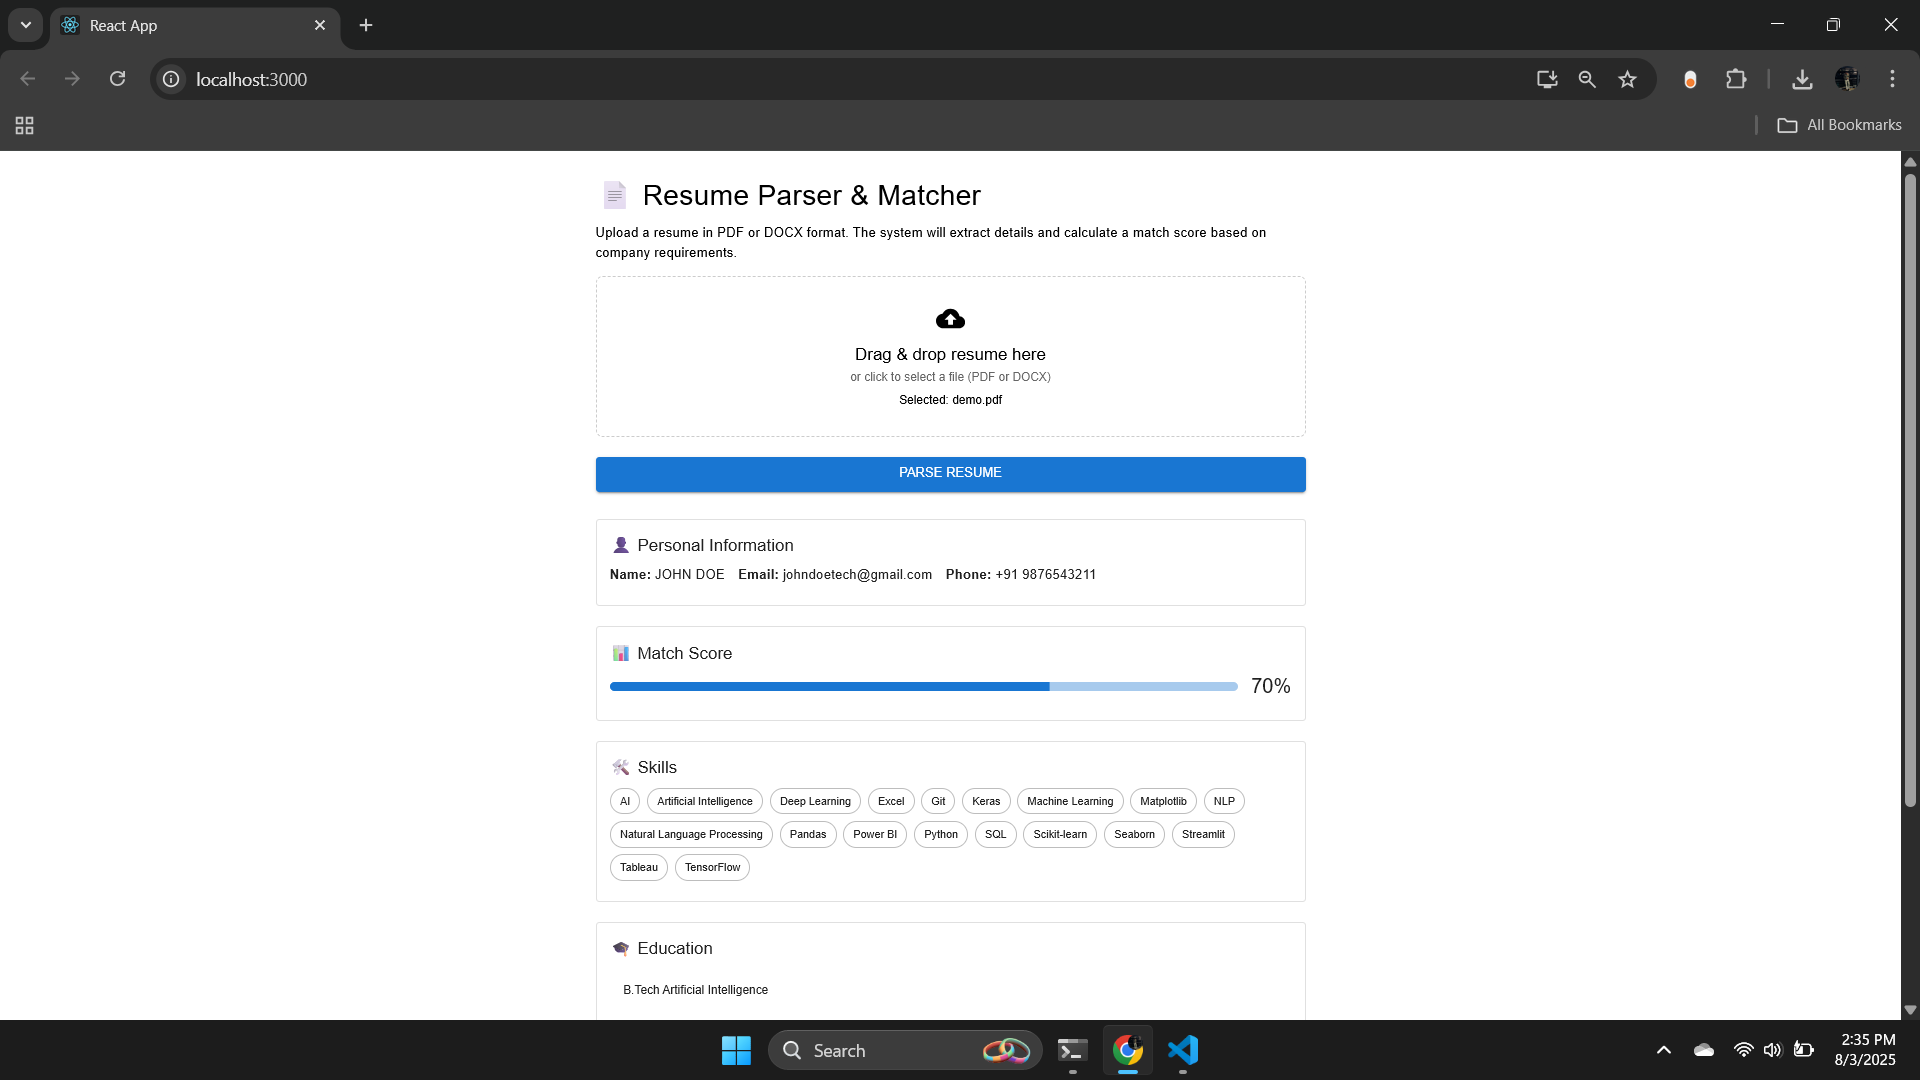 React App
localhost:3000
All Bookmarks
Resume Parser & Matcher
Upload a resume in PDF or DOCX format. The system will extract details and calculate a match score based on
company requirements.
Drag & drop resume here
or click to select a file (PDF or DOCX)
Selected: demo.pdf
PARSE RESUME
Personal Information
Name: JOHN DOE Email: johndoetech@gmail.com Phone: +91 9876543211
Match Score
70%
Skills
AI Artificial Intelligence Deep Learning Excel Git Keras Machine Learning Matplotlib NLP
Natural Language Processing Pandas Power BI Python SQL Scikit-learn Seaborn Streamlit
Tableau TensorFlow
Education
B.Tech Artificial Intelligence
Search
2:35 PM
8/3/2025